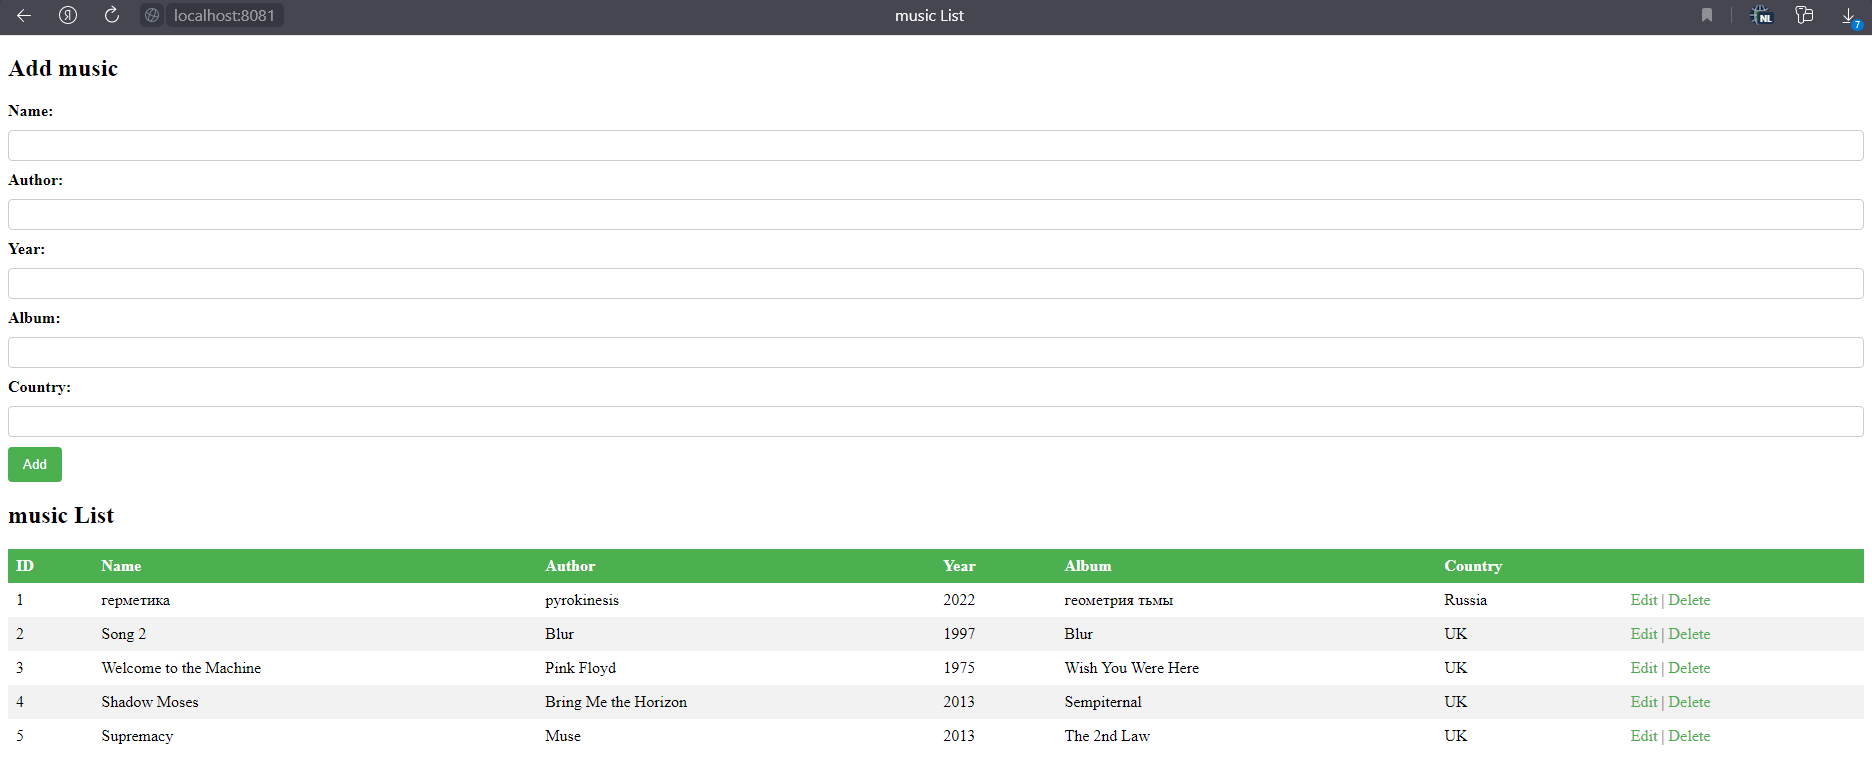 Я localhost:8081 music List NL 7
Add music
Name:
Author:
Year:
Album:
Country:
Add
music List
ID Name Author Year Album Country
1 герметика pyrokinesis 2022 геометрия тьмы Russia Edit | Delete
2 Song 2 Blur 1997 Blur UK Edit | Delete
3 Welcome to the Machine Pink Floyd 1975 Wish You Were Here UK Edit | Delete
4 Shadow Moses Bring Me the Horizon 2013 Sempiternal UK Edit | Delete
5 Supremacy Muse 2013 The 2nd Law UK Edit | Delete